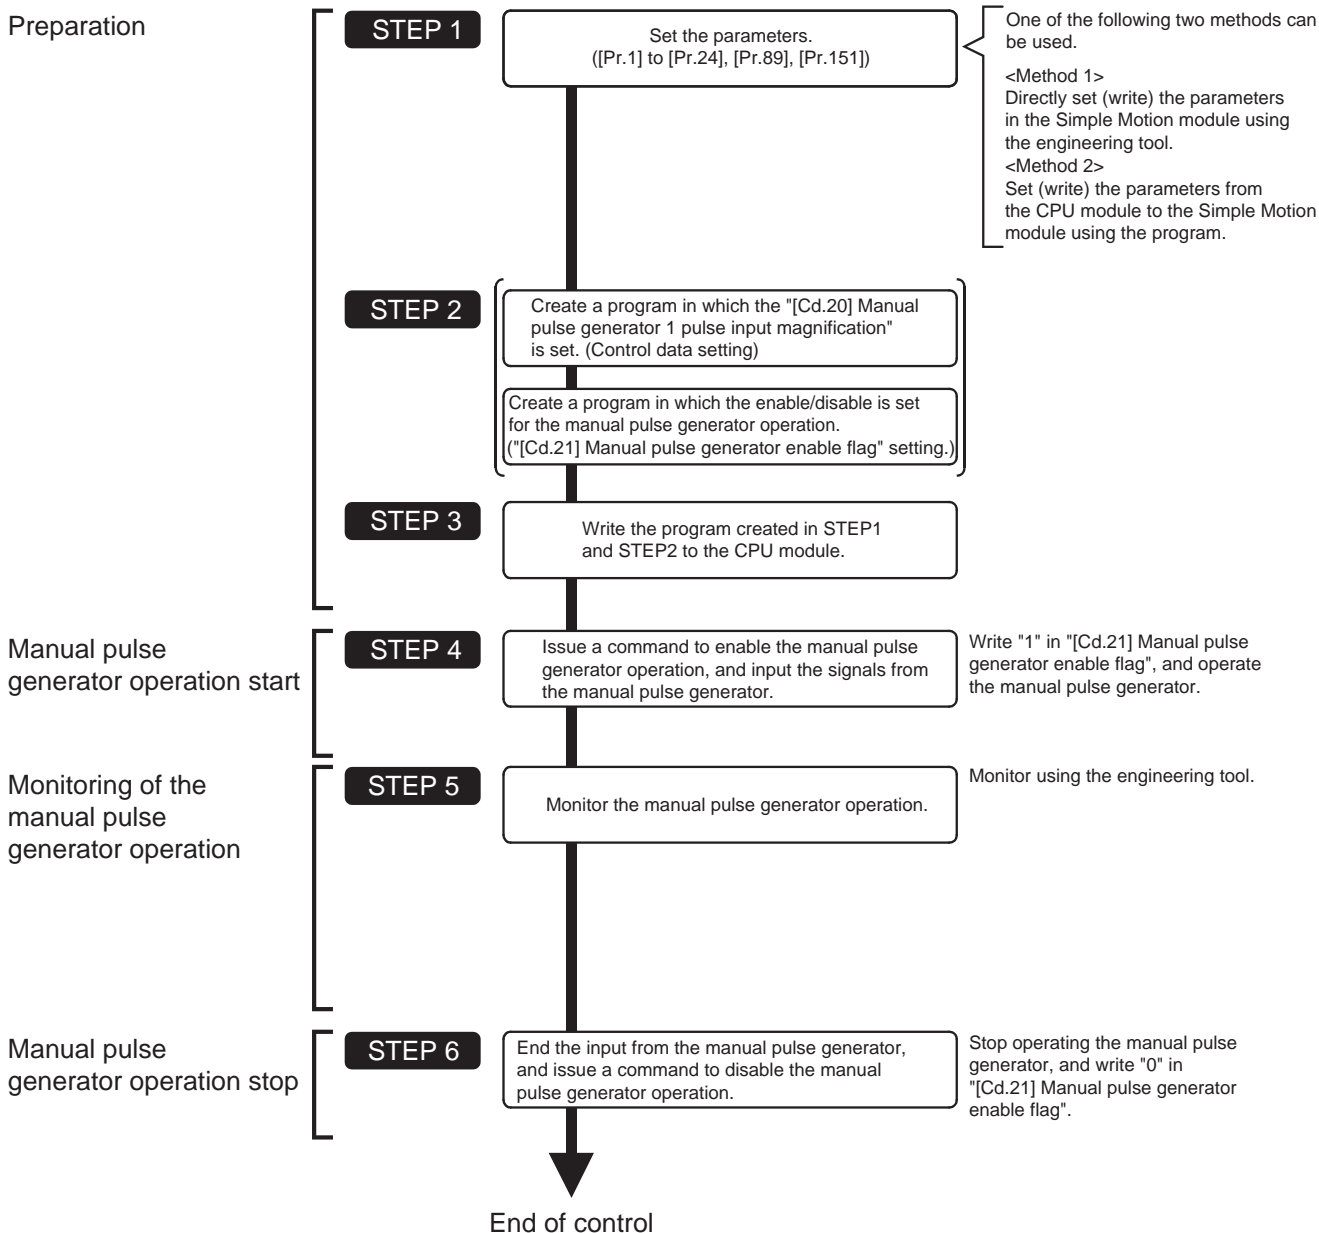 Preparation
STEP 1
Set the parameters.
([Pr.1] to [Pr.24], [Pr.89], [Pr.151])
One of the following two methods can
be used.
<Method 1>
Directly set (write) the parameters
in the Simple Motion module using
the engineering tool.
<Method 2>
Set (write) the parameters from
the CPU module to the Simple Motion
module using the program.
STEP 2
Create a program in which the "[Cd.20] Manual
pulse generator 1 pulse input magnification"
is set. (Control data setting)
Create a program in which the enable/disable is set
for the manual pulse generator operation.
("[Cd.21] Manual pulse generator enable flag" setting.)
STEP 3
Write the program created in STEP1
and STEP2 to the CPU module.
Manual pulse
generator operation start
STEP 4
Issue a command to enable the manual pulse
generator operation, and input the signals from
the manual pulse generator.
Write "1" in "[Cd.21] Manual pulse
generator enable flag", and operate
the manual pulse generator.
Monitoring of the
manual pulse
generator operation
STEP 5
Monitor the manual pulse generator operation.
Monitor using the engineering tool.
Manual pulse
generator operation stop
STEP 6
End the input from the manual pulse generator,
and issue a command to disable the manual
pulse generator operation.
Stop operating the manual pulse
generator, and write "0" in
"[Cd.21] Manual pulse generator
enable flag".
End of control